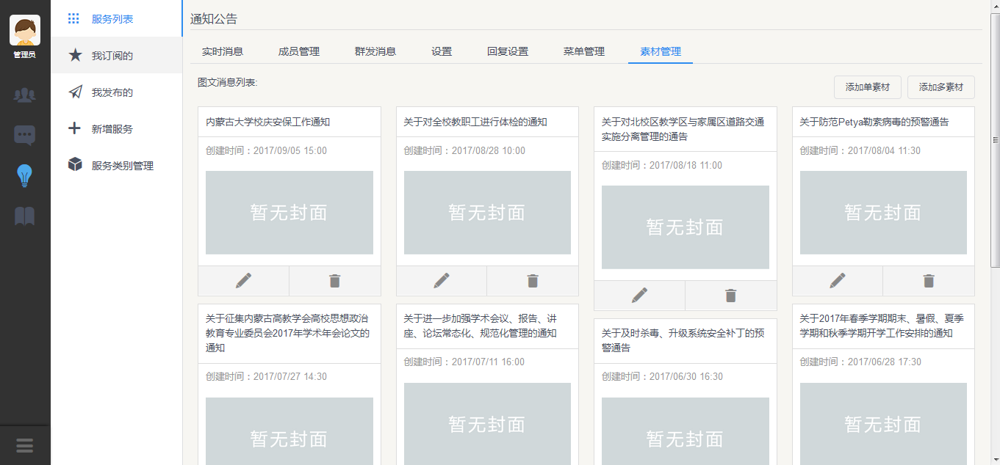 管理员
服务列表
我订阅的
我发布的
新增服务
服务类别管理
通知公告
实时消息
成员管理
群发消息
设置
回复设置
菜单管理
素材管理
图文消息列表:
添加单素材
添加多素材
内蒙古大学校庆安保工作通知
创建时间：2017/09/05 15:00
暂无封面
关于对全校教职工进行体检的通知
创建时间：2017/08/28 10:00
暂无封面
关于对北校区教学区与家属区道路交通
实施分离管理的通告
创建时间：2017/08/18 11:00
暂无封面
关于防范Petya勒索病毒的预警通告
创建时间：2017/08/04 11:30
暂无封面
关于征集内蒙古高教学会高校思想政治
教育专业委员会2017年学术年会论文的
通知
创建时间：2017/07/27 14:30
暂无封面
关于进一步加强学术会议、报告、讲
座、论坛常态化、规范化管理的通知
创建时间：2017/07/11 16:00
暂无封面
关于及时杀毒、升级系统安全补丁的预
警通告
创建时间：2017/06/30 16:30
暂无封面
关于2017年春季学期期末、暑假、夏季
学期和秋季学期开学工作安排的通知
创建时间：2017/06/28 17:30
暂无封面